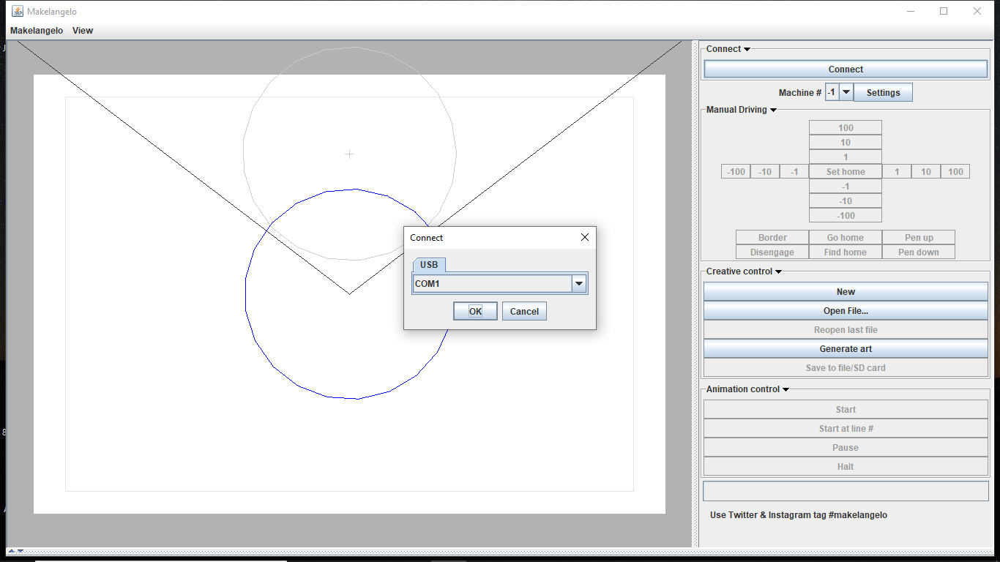 Makelangelo
Makelangelo View
Connect
Connect
Machine # -1 Settings
Manual Driving
100
10
1
-100 -10 -1 Set home 1 10 100
-1
-10
-100
Border Go home Pen up
Disengage Find home Pen down
Creative control
New
Open File...
Reopen last file
Generate art
Save to file/SD card
Animation control
Start
Start at line #
Pause
Halt
Use Twitter & Instagram tag #makelangelo
Connect
USB
COM1
OK Cancel